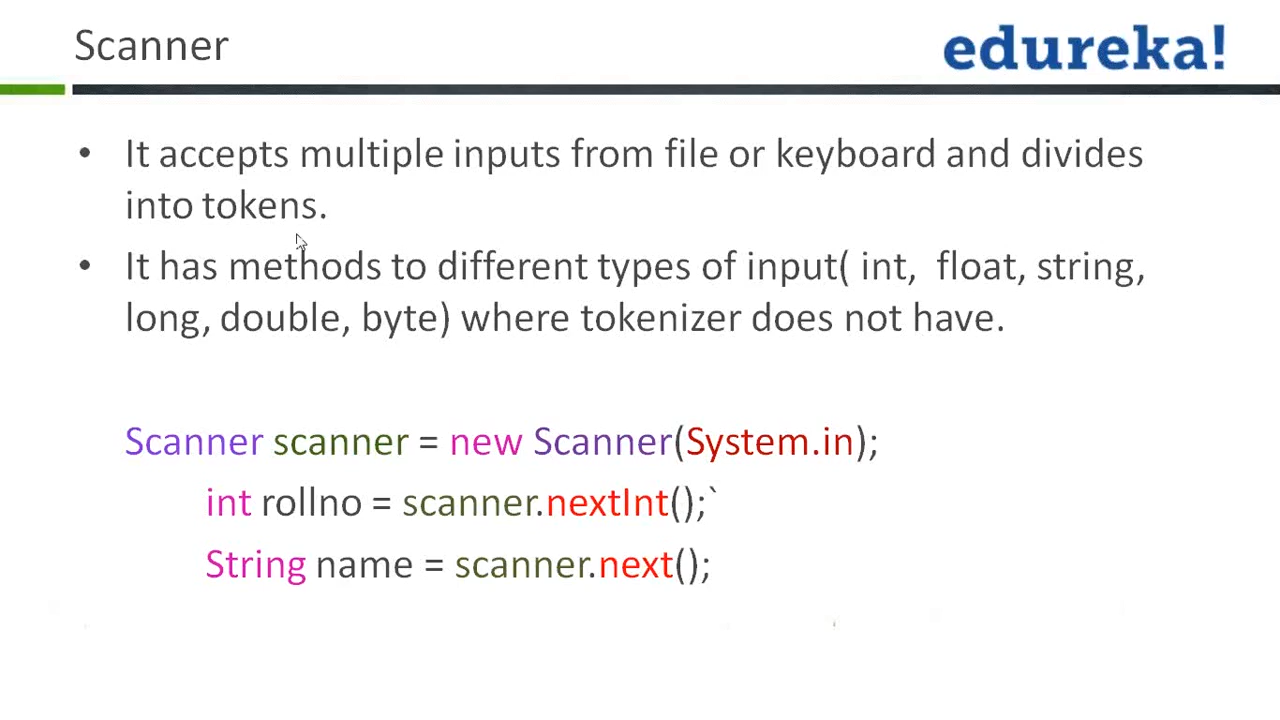 Scanner
edureka!
• It accepts multiple inputs from file or keyboard and divides
into tokens.
• It has methods to different types of input( int,  float, string,
long, double, byte) where tokenizer does not have.
Scanner scanner = new Scanner(System.in);
int rollno = scanner.nextInt();`
String name = scanner.next();